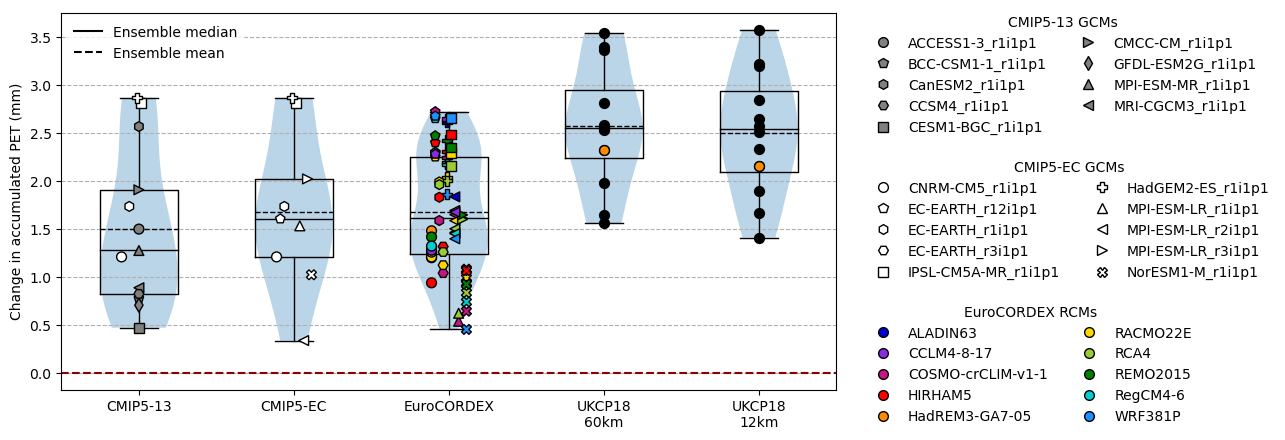 Change in accumulated PET (mm)
3.5
3.0
2.5
2.0
1.5
1.0
0.5
0.0
Ensemble median
Ensemble mean
CMIP5-13
CMIP5-EC
EuroCORDEX
UKCP18
60km
UKCP18
12km
CMIP5-13 GCMs
ACCESS1-3_r1i1p1
BCC-CSM1-1_r1i1p1
CanESM2_r1i1p1
CCSM4_r1i1p1
CESM1-BGC_r1i1p1
CMCC-CM_r1i1p1
GFDL-ESM2G_r1i1p1
MPI-ESM-MR_r1i1p1
MRI-CGCM3_r1i1p1
CMIP5-EC GCMs
CNRM-CM5_r1i1p1
EC-EARTH_r12i1p1
EC-EARTH_r1i1p1
EC-EARTH_r3i1p1
IPSL-CM5A-MR_r1i1p1
HadGEM2-ES_r1i1p1
MPI-ESM-LR_r1i1p1
MPI-ESM-LR_r2i1p1
MPI-ESM-LR_r3i1p1
NorESM1-M_r1i1p1
EuroCORDEX RCMs
ALADIN63
CCLM4-8-17
COSMO-crCLIM-v1-1
HIRHAM5
HadREM3-GA7-05
RACMO22E
RCA4
REMO2015
RegCM4-6
WRF381P